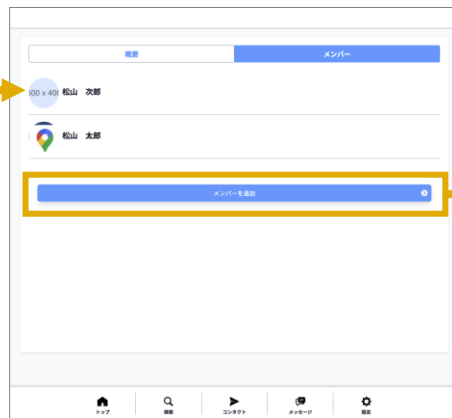 概要
メンバー
600 x 400
松山 次郎
松山 太郎
メンバーを追加
トップ
検索
コンタクト
メッセージ
設定